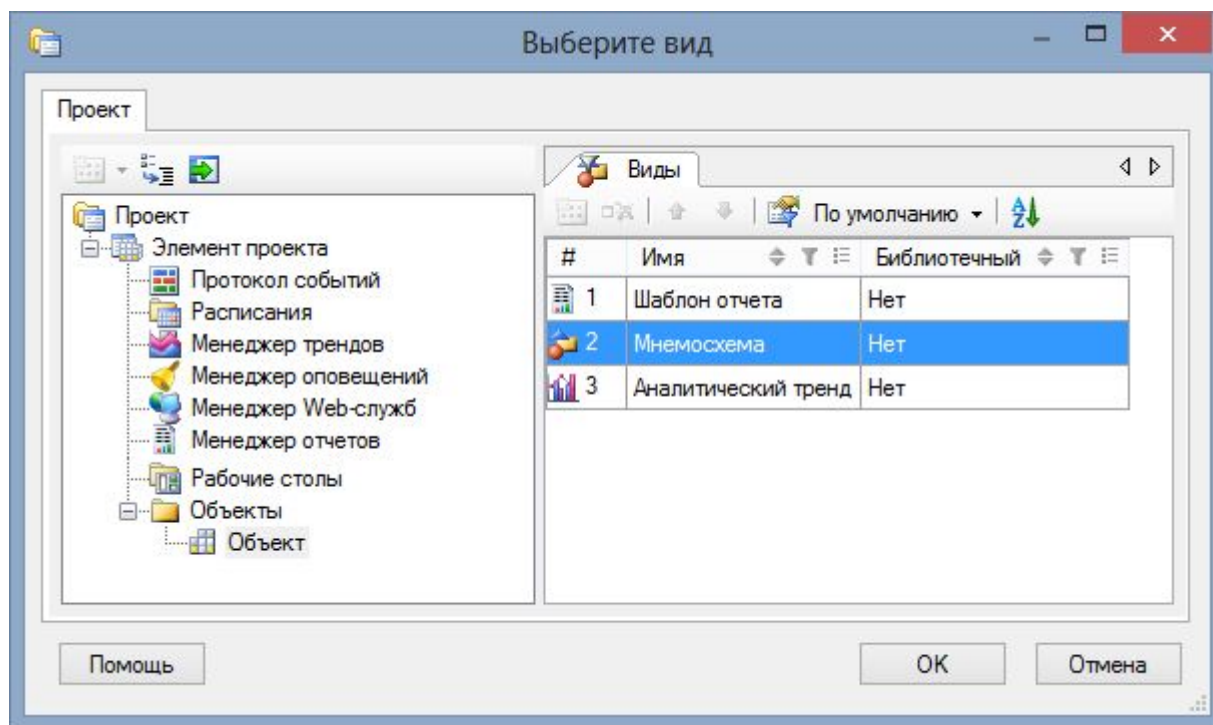 Выберите вид
Проект
Проект
Элемент проекта
Протокол событий
Расписания
Менеджер трендов
Менеджер оповещений
Менеджер Web-служб
Менеджер отчетов
Рабочие столы
Объекты
Объект
Виды
По умолчанию
# Имя Библиотечный
1 Шаблон отчета Нет
2 Мнемосхема Нет
3 Аналитический тренд Нет
Помощь OK Отмена